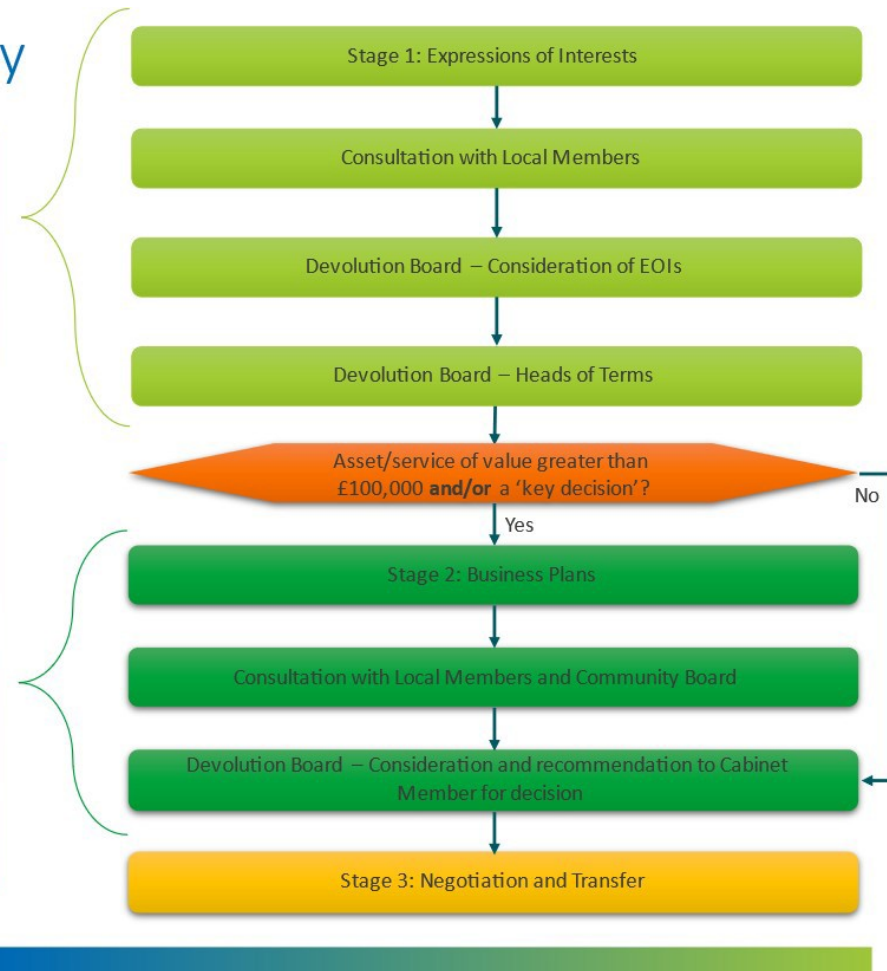 y
Stage 1: Expressions of Interests
Consultation with Local Members
Devolution Board – Consideration of EOIs
Devolution Board – Heads of Terms
Asset/service of value greater than
£100,000 and/or a ‘key decision’?
No
Yes
Stage 2: Business Plans
Consultation with Local Members and Community Board
Devolution Board – Consideration and recommendation to Cabinet
Member for decision
Stage 3: Negotiation and Transfer